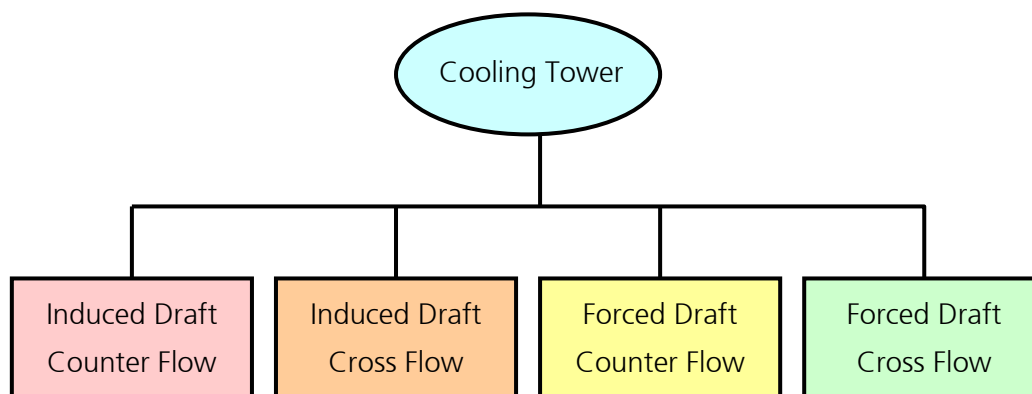 Cooling Tower
Induced Draft
Counter Flow
Induced Draft
Cross Flow
Forced Draft
Counter Flow
Forced Draft
Cross Flow